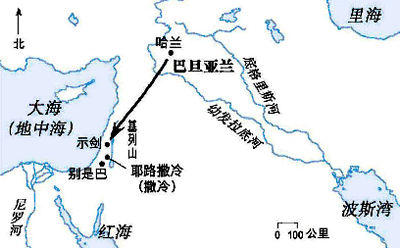 北
里海
哈兰
巴旦亚兰
底格里斯河
大海
(地中海)
基列山
幼发拉底河
示剑
耶路撒冷
(撒冷)
别是巴
尼罗河
红海
0 100 公里
波斯湾